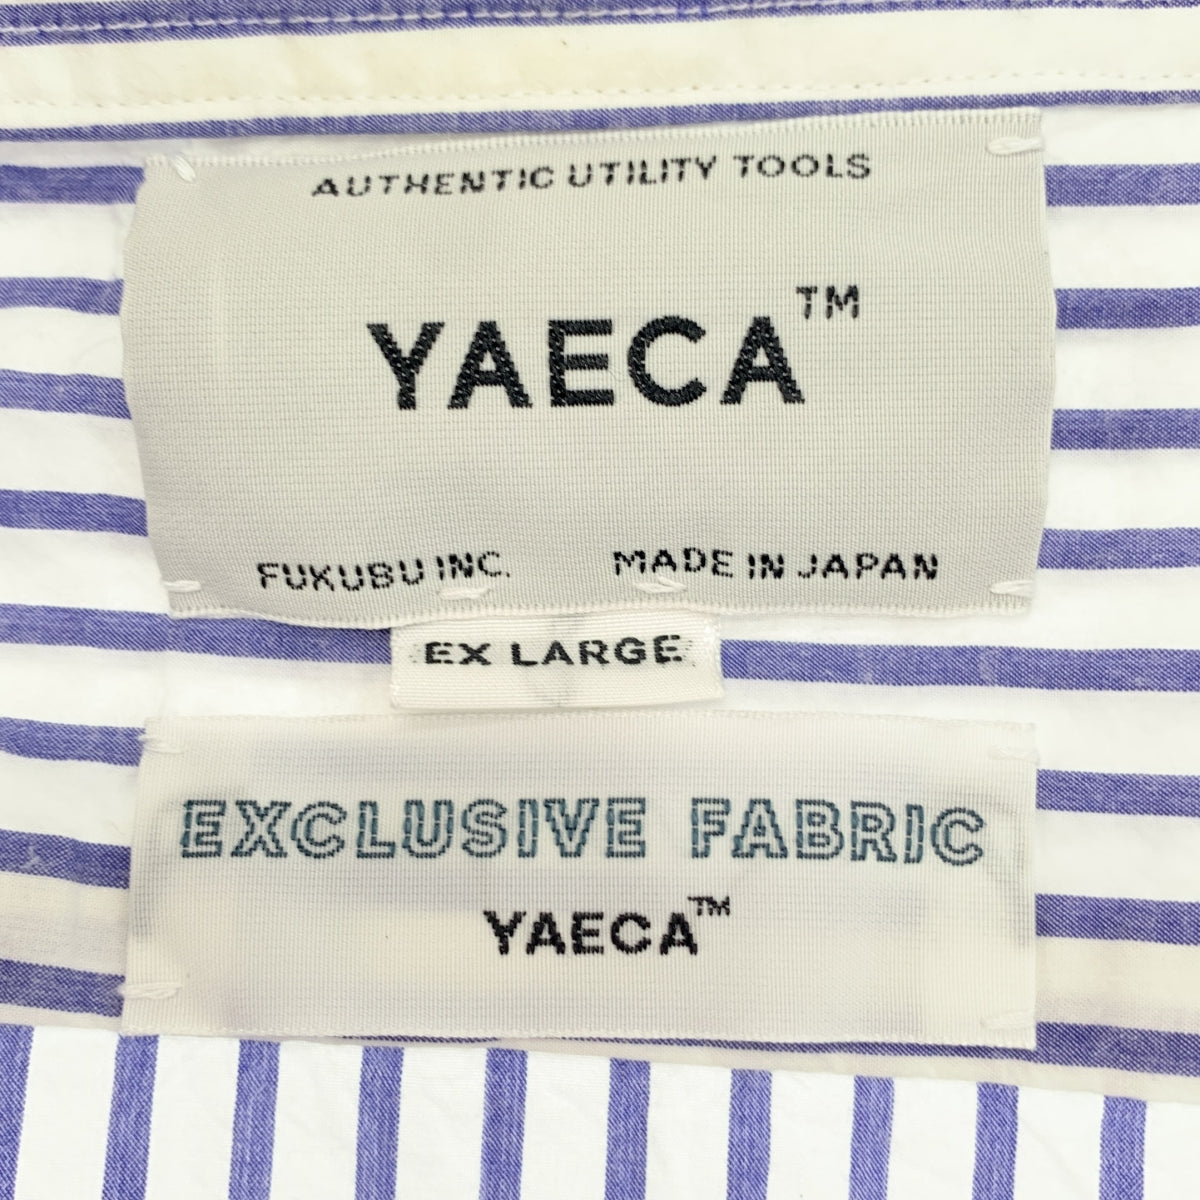 AUTHENTIC UTILITY TOOLS
YAECA™
FUKUBU INC. MADE IN JAPAN
EX LARGE
EXCLUSIVE FABRIC
YAECA™